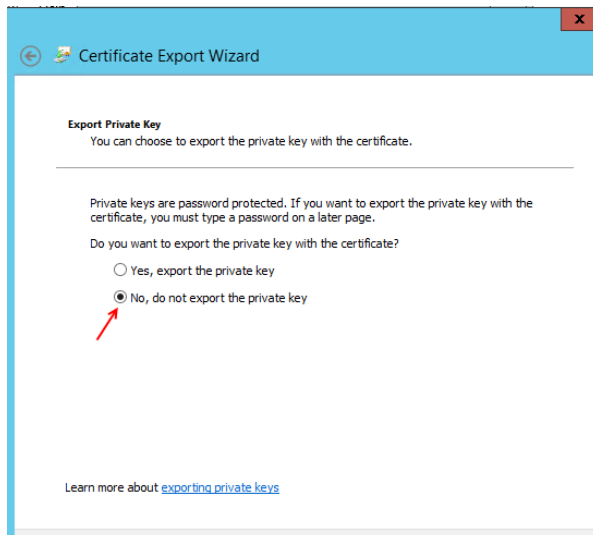 x
Certificate Export Wizard
Export Private Key
You can choose to export the private key with the certificate.
Private keys are password protected. If you want to export the private key with the
certificate, you must type a password on a later page.
Do you want to export the private key with the certificate?
Yes, export the private key
No, do not export the private key
Learn more about exporting private keys